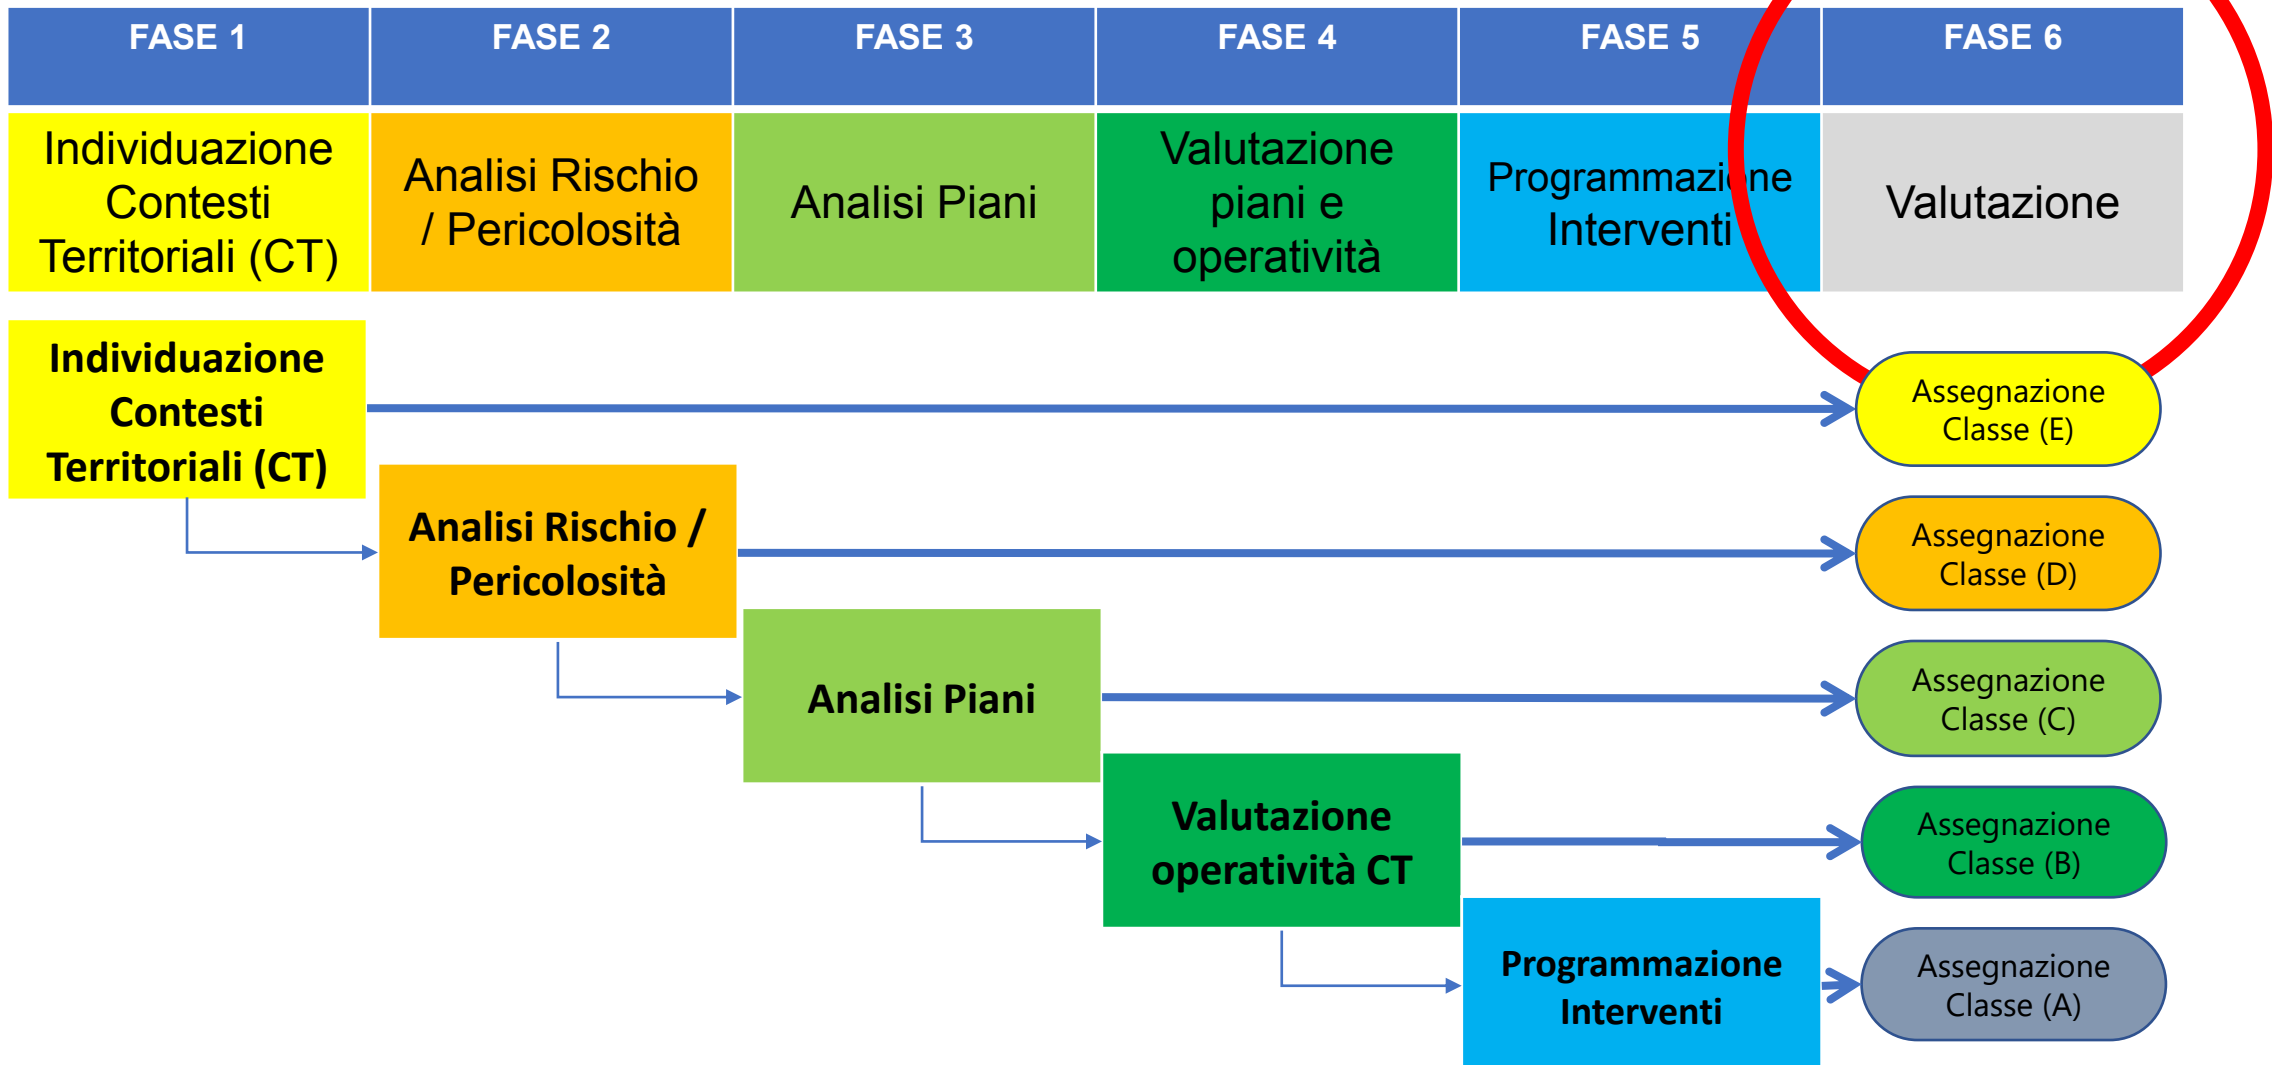 FASE 1
FASE 2
FASE 3
FASE 4
FASE 5
FASE 6
Individuazione
Contesti
Territoriali (CT)
Analisi Rischio
/ Pericolosità
Analisi Piani
Valutazione
piani e
operatività
Programmazione
Interventi
Valutazione
Individuazione
Contesti
Territoriali (CT)
Assegnazione
Classe (E)
Analisi Rischio /
Pericolosità
Assegnazione
Classe (D)
Analisi Piani
Assegnazione
Classe (C)
Valutazione
operatività CT
Assegnazione
Classe (B)
Programmazione
Interventi
Assegnazione
Classe (A)